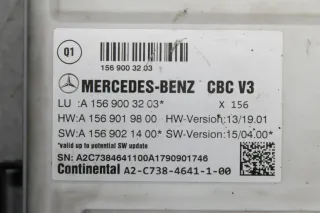 Q1
156 900 32 03
MERCEDES-BENZ CBC V3
LU : A 156 900 32 03* X 156
HW: A 156 901 98 00 HW-Version: 13/19.01
SW: A 156 902 14 00* SW-Version: 15/04.00*
*valid up to potential SW update
SN: A2C7384641100A1790901746
Continental A2-C738-4641-1-00